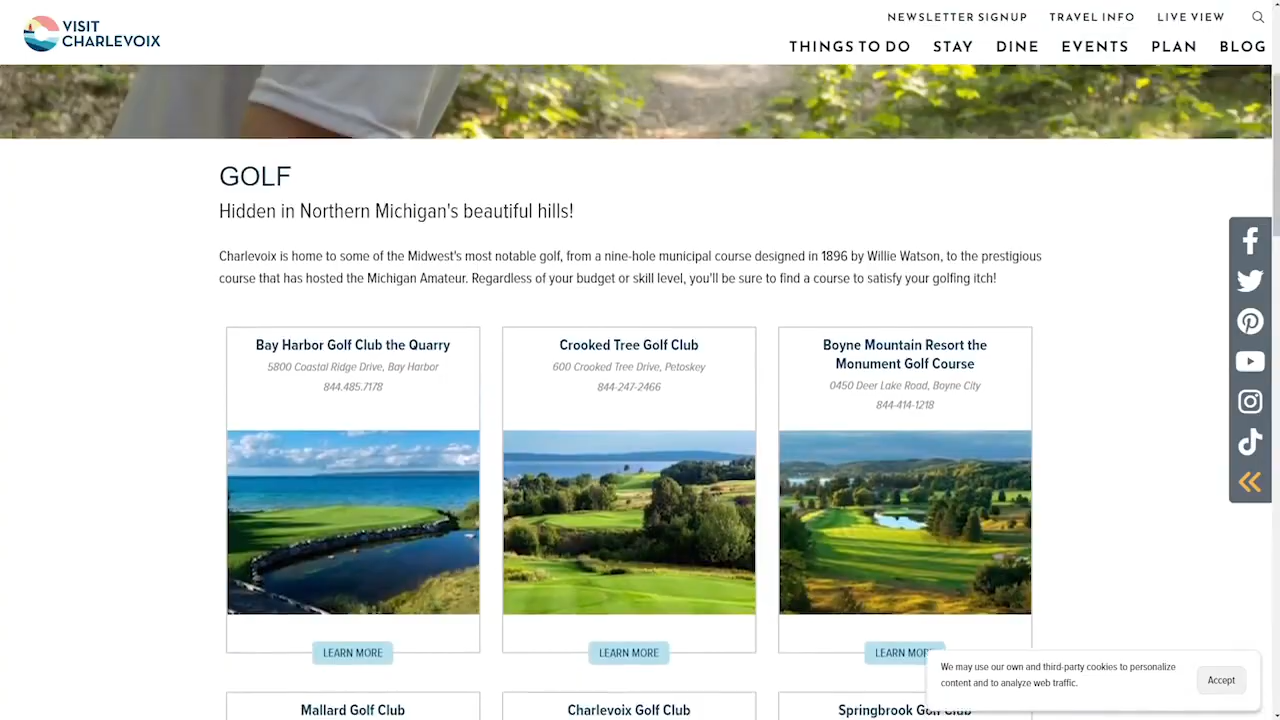 VISIT
CHARLEVOIX
NEWSLETTER SIGNUP TRAVEL INFO LIVE VIEW
THINGS TO DO STAY DINE EVENTS PLAN BLOG
GOLF
Hidden in Northern Michigan's beautiful hills!
Charlevoix is home to some of the Midwest's most notable golf, from a nine-hole municipal course designed in 1896 by Willie Watson, to the prestigious
course that has hosted the Michigan Amateur. Regardless of your budget or skill level, you'll be sure to find a course to satisfy your golfing itch!
Bay Harbor Golf Club the Quarry
5800 Coastal Ridge Drive, Bay Harbor
844.485.7178
LEARN MORE
Crooked Tree Golf Club
600 Crooked Tree Drive, Petoskey
844-247-2466
LEARN MORE
Boyne Mountain Resort the
Monument Golf Course
0450 Deer Lake Road, Boyne City
844-414-1218
LEARN MORE
Mallard Golf Club
Charlevoix Golf Club
Springbrook Golf Club
We may use our own and third-party cookies to personalize
content and to analyze web traffic.
Accept